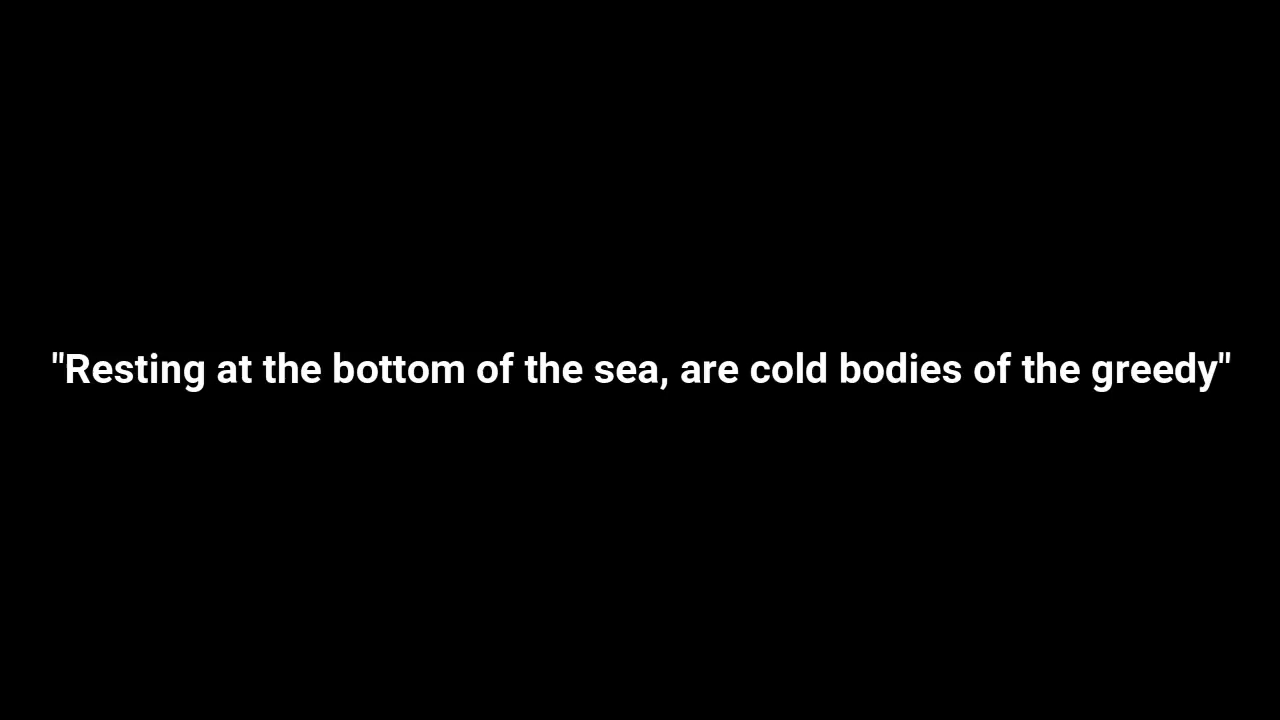 "Resting at the bottom of the sea, are cold bodies of the greedy"